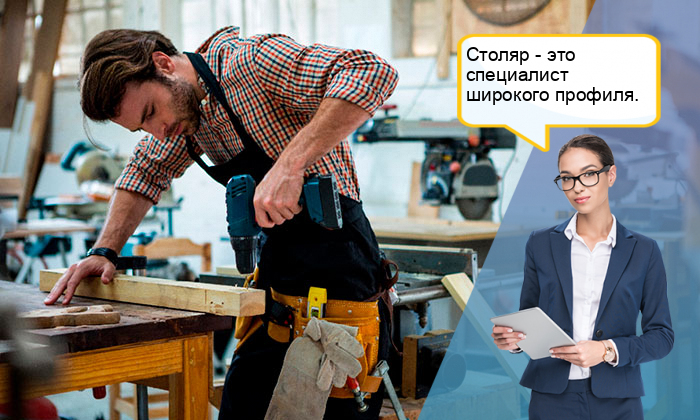 Столяр - это
специалист
широкого профиля.